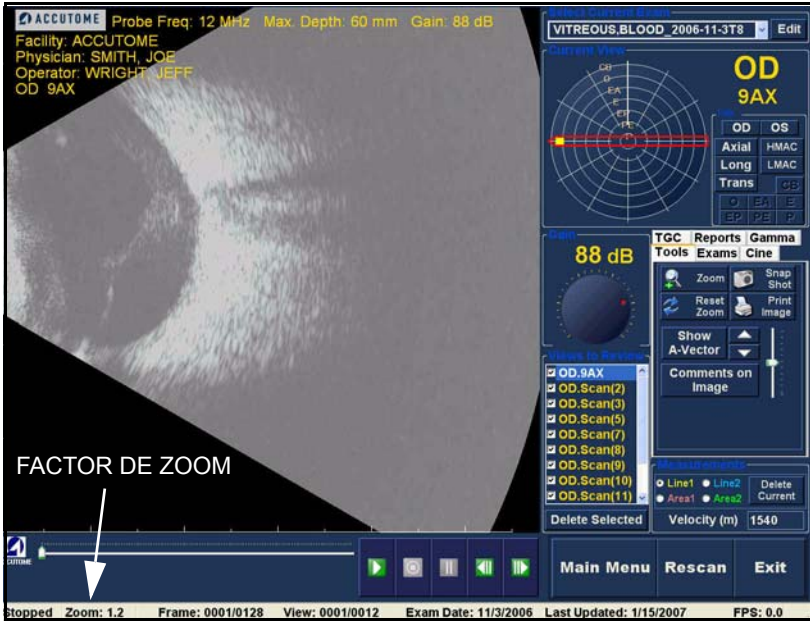 ACCUTOME Probe Freq: 12 MHz Max. Depth: 60 mm Gain: 88 dB
Facility: ACCUTOME
Physician: SMITH, JOE
Operator: WRIGHT, JEFF
OD 9AX
Select Current Exam
VITREOUS,BLOOD_2006-11-3T8 Edit
Current View
CB
O
EA
E
EP
PE
P
OD
9AX
OD OS
Axial HMAC
Long LMAC
Trans CB
O EA E
EP PE P
Gain
88 dB
TGC Reports Gamma
Tools Exams Cine
Zoom Snap Shot
Reset Zoom Print Image
Show A-Vector
Comments on Image
Views to Review
OD.9AX
OD.Scan(2)
OD.Scan(3)
OD.Scan(5)
OD.Scan(7)
OD.Scan(8)
OD.Scan(9)
OD.Scan(10)
OD.Scan(11)
Delete Selected
Measurements
Line1 Line2 Delete Current
Area1 Area2
Velocity (m) 1540
FACTOR DE ZOOM
ACCUTOME
Main Menu Rescan Exit
Stopped Zoom: 1.2 Frame: 0001/0128 View: 0001/0012 Exam Date: 11/3/2006 Last Updated: 1/15/2007 FPS: 0.0